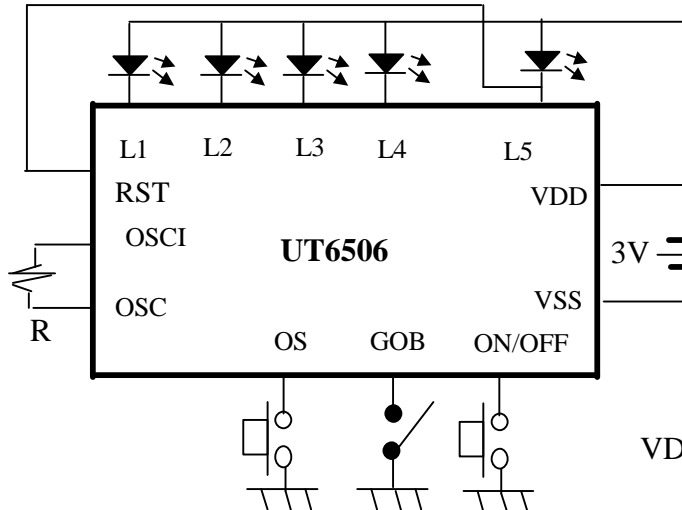 L1 L2 L3 L4 L5
RST
VDD
OSCI
UT6506
3V
OSC
VSS
R
OS GOB ON/OFF
VD